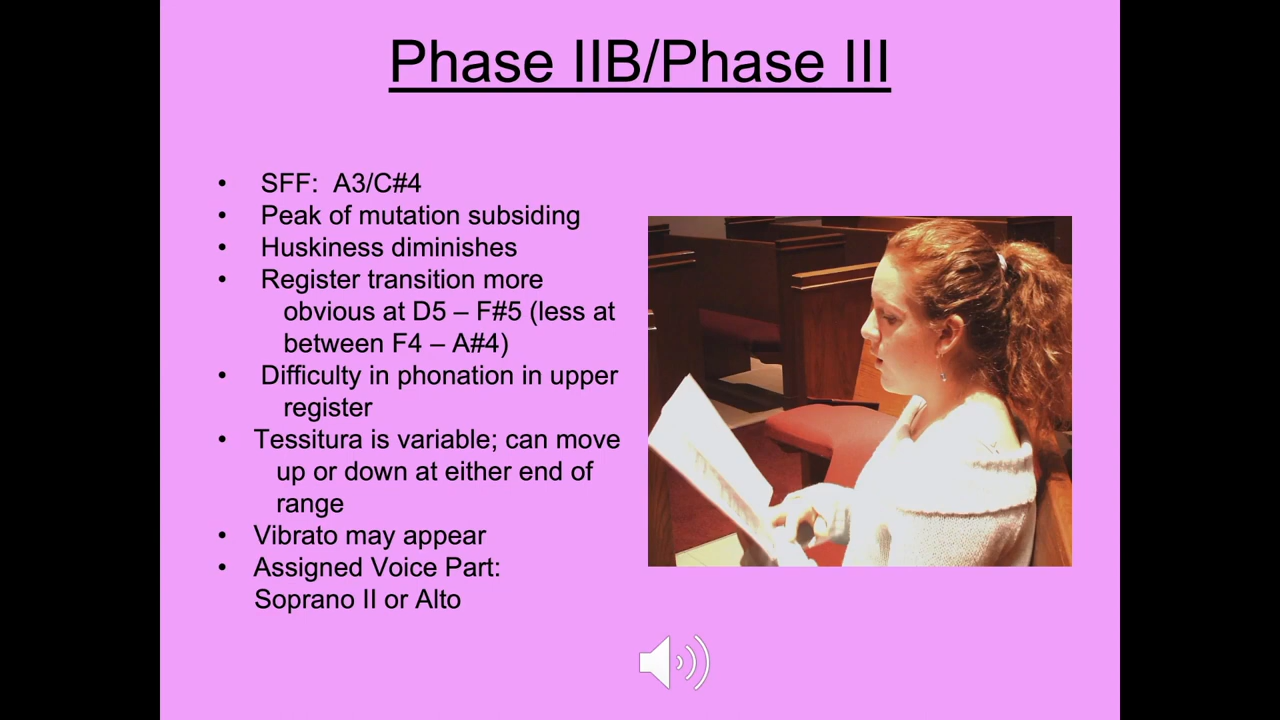 Phase IIB/Phase III
• SFF: A3/C#4
• Peak of mutation subsiding
• Huskiness diminishes
• Register transition more
obvious at D5 – F#5 (less at
between F4 – A#4)
• Difficulty in phonation in upper
register
• Tessitura is variable; can move
up or down at either end of
range
• Vibrato may appear
• Assigned Voice Part:
Soprano II or Alto